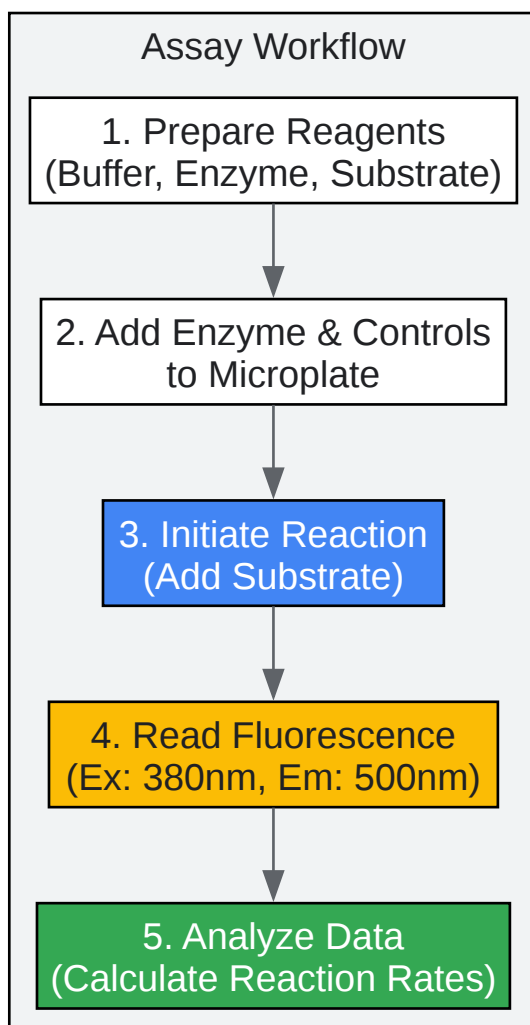 Assay Workflow
1. Prepare Reagents
(Buffer, Enzyme, Substrate)
2. Add Enzyme & Controls
to Microplate
3. Initiate Reaction
(Add Substrate)
4. Read Fluorescence
(Ex: 380nm, Em: 500nm)
5. Analyze Data
(Calculate Reaction Rates)